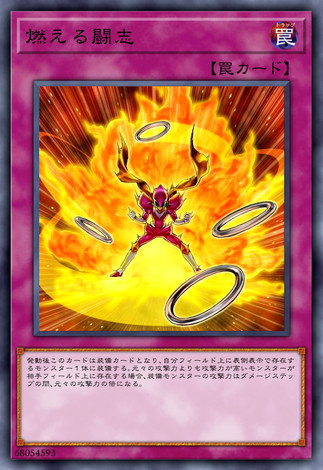 燃える闘志
トラップ
罠
【罠カード】
発動後このカードは装備カードとなり、自分フィールド上に表側表示で存在す
るモンスター1体に装備する。元々の攻撃力よりも攻撃力が高いモンスターが
相手フィールド上に存在する場合、装備モンスターの攻撃力はダメージステッ
プの間、元々の攻撃力の倍になる。
68054593